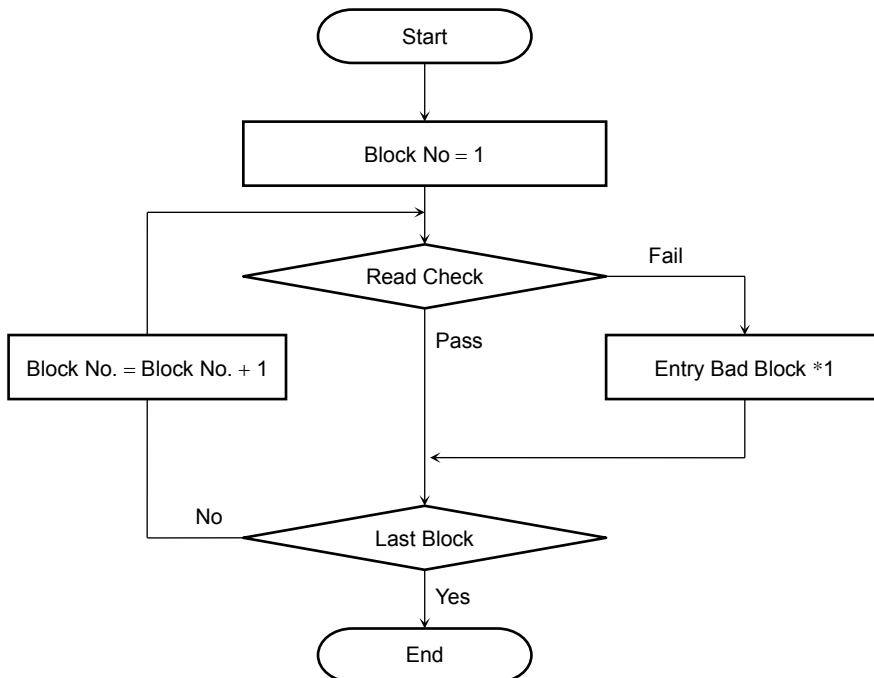 Start
Block No = 1
Read Check
Fail
Pass
Block No. = Block No. + 1
Entry Bad Block *1
No
Last Block
Yes
End